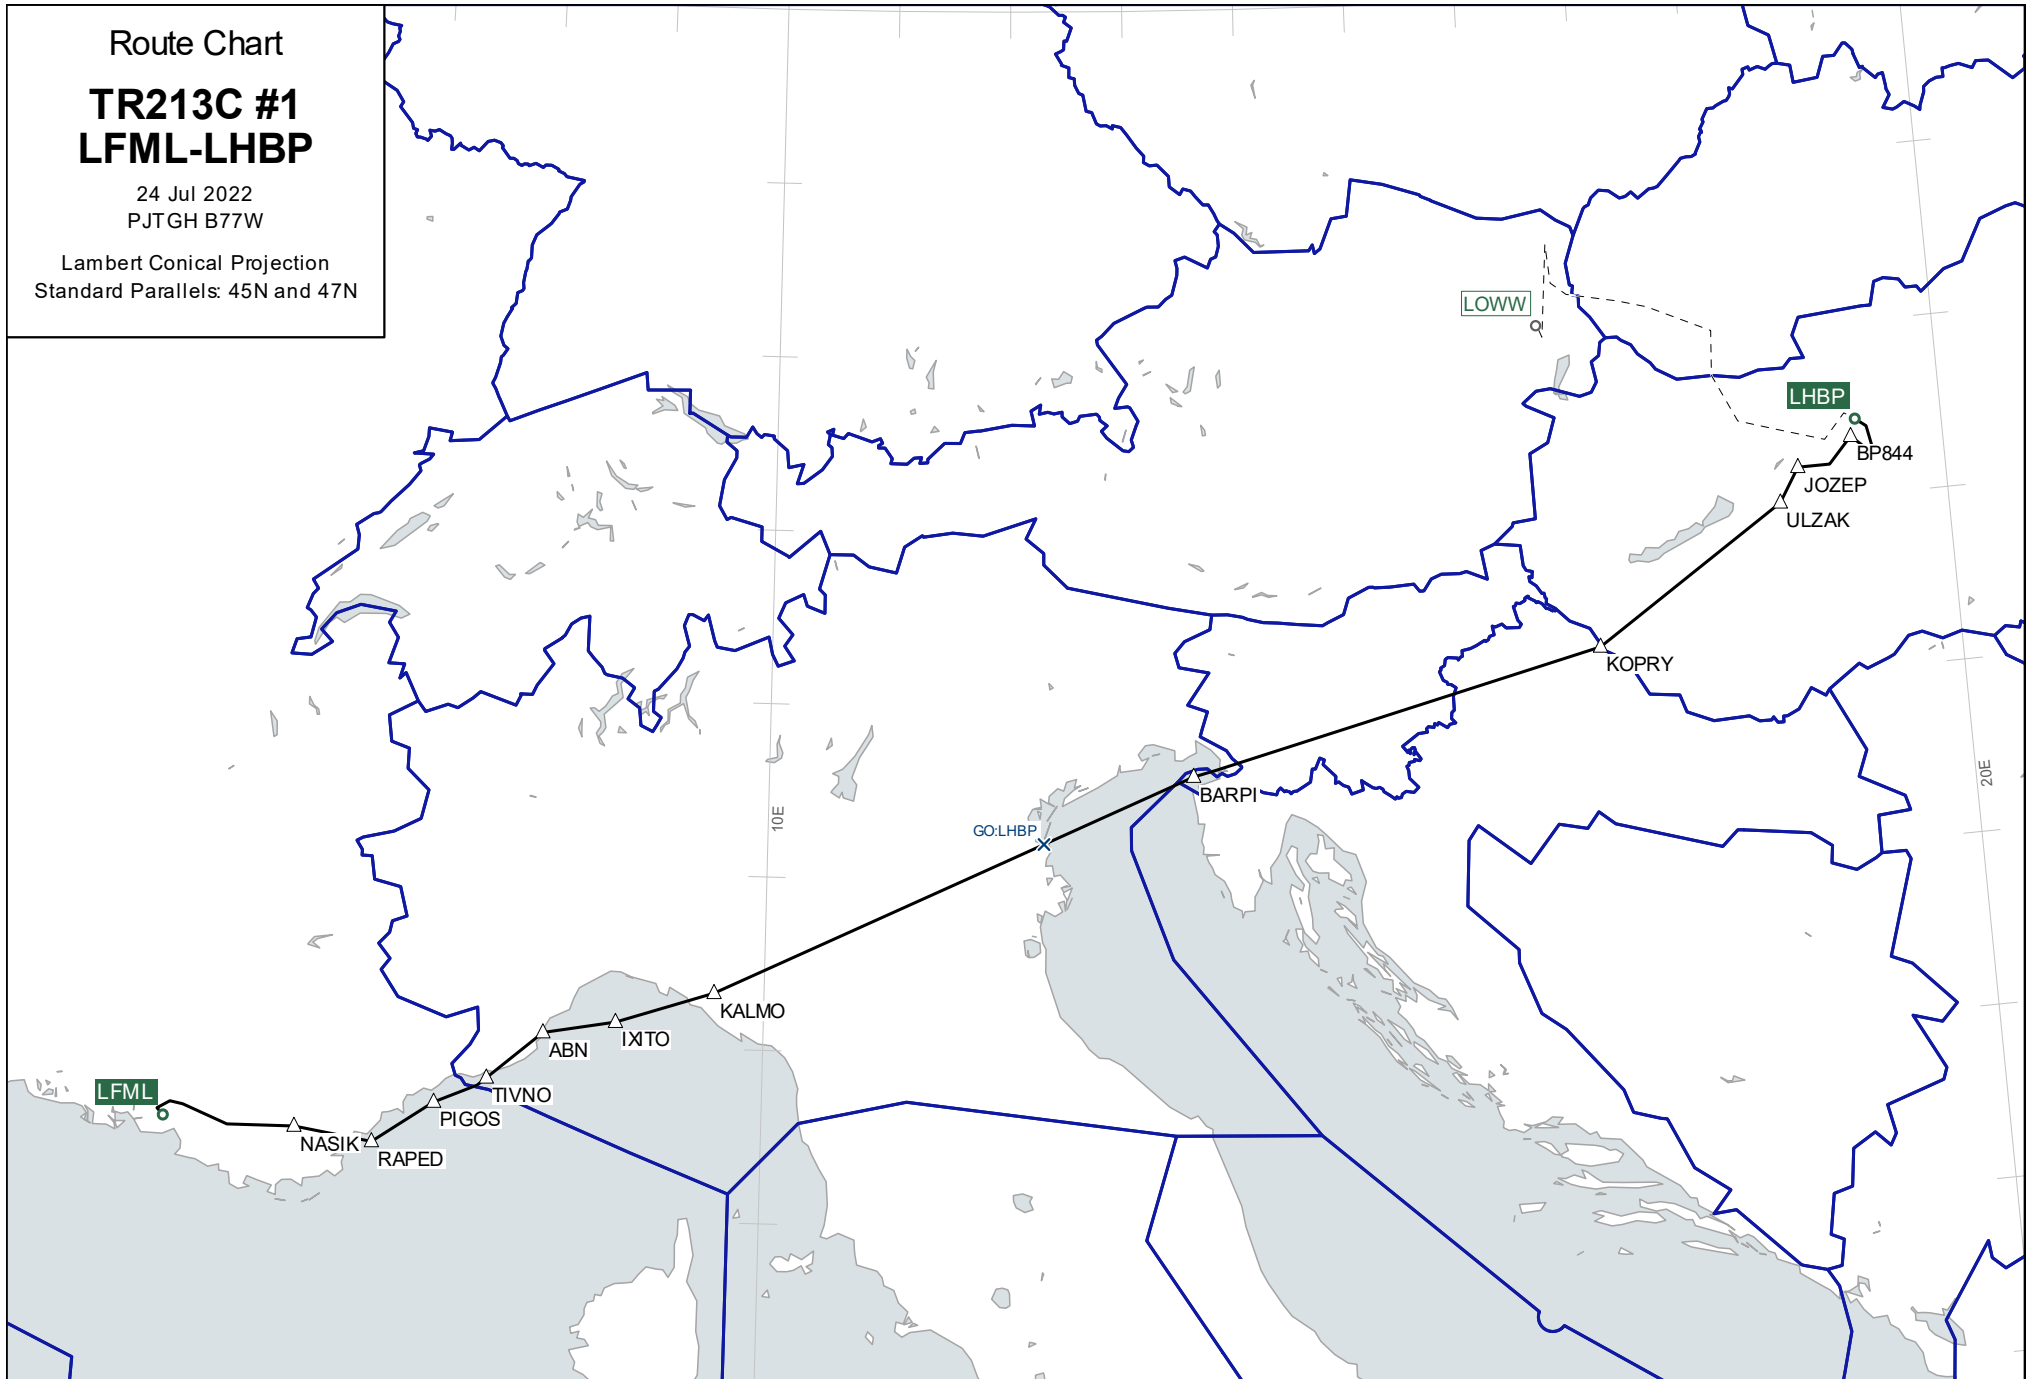 Route Chart
TR213C #1
LFML-LHBP
24 Jul 2022
PJTGH B77W
Lambert Conical Projection
Standard Parallels: 45N and 47N
LOWW
LHBP
BP844
JOZEP
ULZAK
KOPRY
20E
BARPI
10E
GO:LHBP
KALMO
IXITO
ABN
TIVNO
LFML
PIGOS
NASIK
RAPED